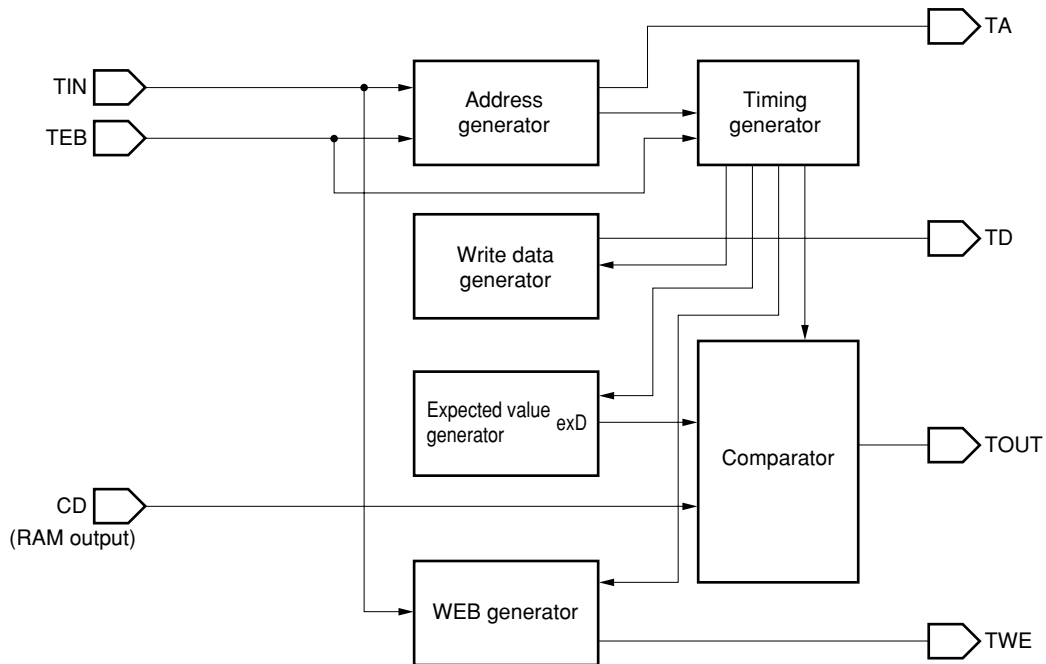 TA
TIN
Address
generator
Timing
generator
TEB
Write data
generator
TD
Expected value
generator
exD
Comparator
TOUT
CD
(RAM output)
WEB generator
TWE